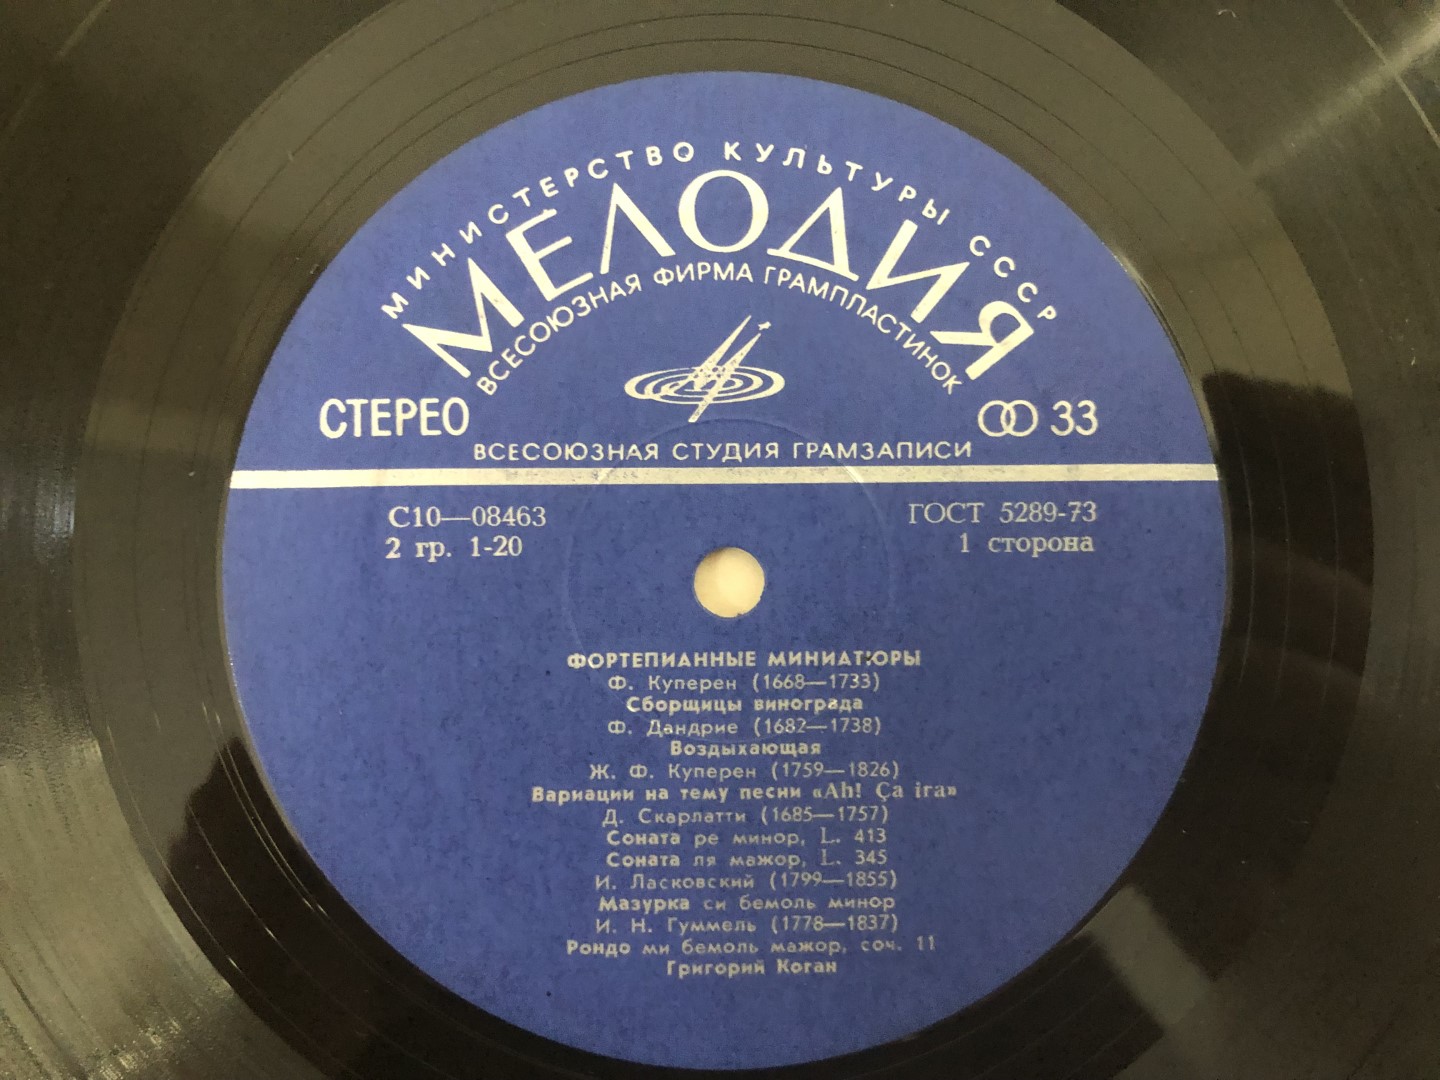 МИНИСТЕРСТВО КУЛЬТУРЫ СССР
МЕЛОДИЯ
ВСЕСОЮЗНАЯ ФИРМА ГРАМПЛАСТИНОК
СТЕРЕО 33
ВСЕСОЮЗНАЯ СТУДИЯ ГРАМЗАПИСИ
С10—08463 ГОСТ 5289-73
2 гр. 1-20 1 сторона
ФОРТЕПИАННЫЕ МИНИАТЮРЫ
Ф. Куперен (1668—1733)
Сборщицы винограда
Ф. Дандрие (1682—1738)
Воздыхающая
Ж. Ф. Куперен (1759—1826)
Вариации на тему песни «Ah! Ça ira»
Д. Скарлатти (1685—1757)
Соната ре минор, L. 413
Соната ля мажор, L. 345
И. Ласковский (1799—1855)
Мазурка си бемоль минор
И. Н. Гуммель (1778—1837)
Рондо ми бемоль мажор, соч. 11
Григорий Коган